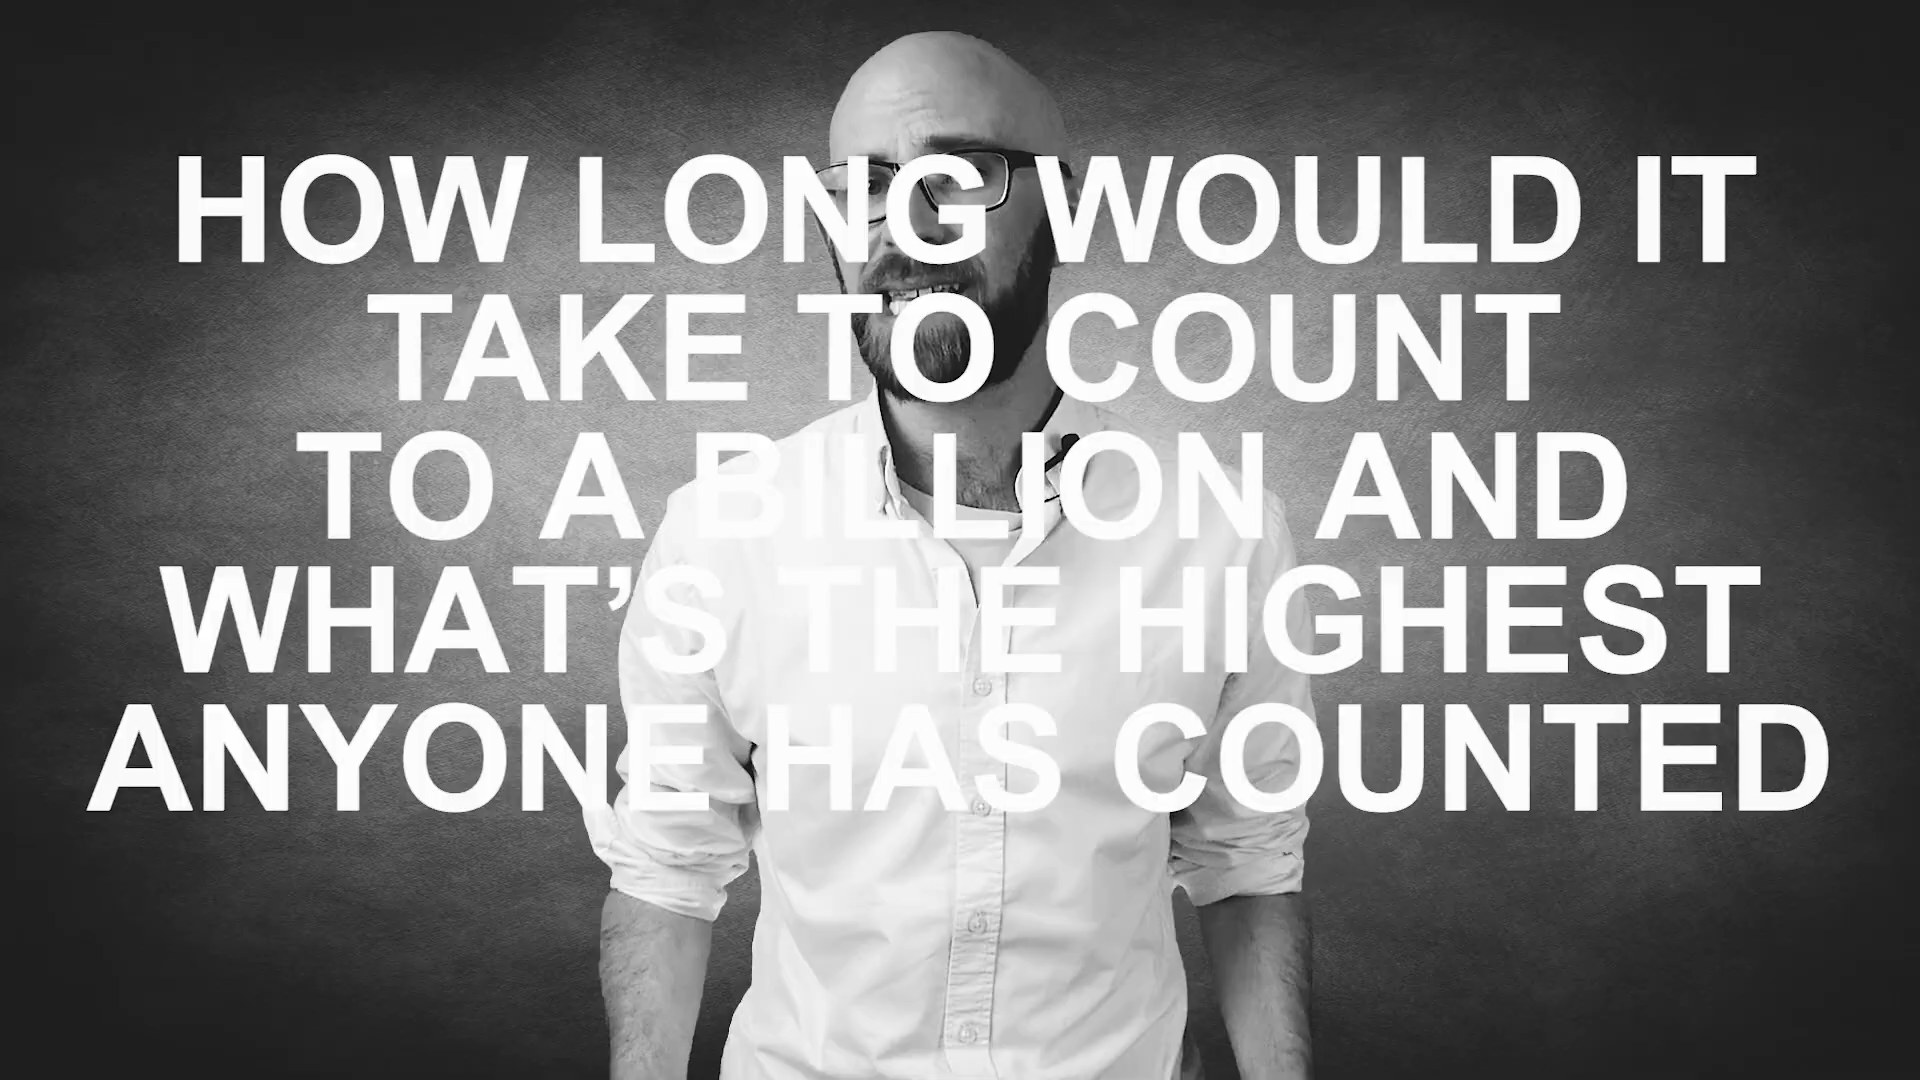 HOW LONG WOULD IT
TAKE TO COUNT
TO A BILLION AND
WHAT’S THE HIGHEST
ANYONE HAS COUNTED